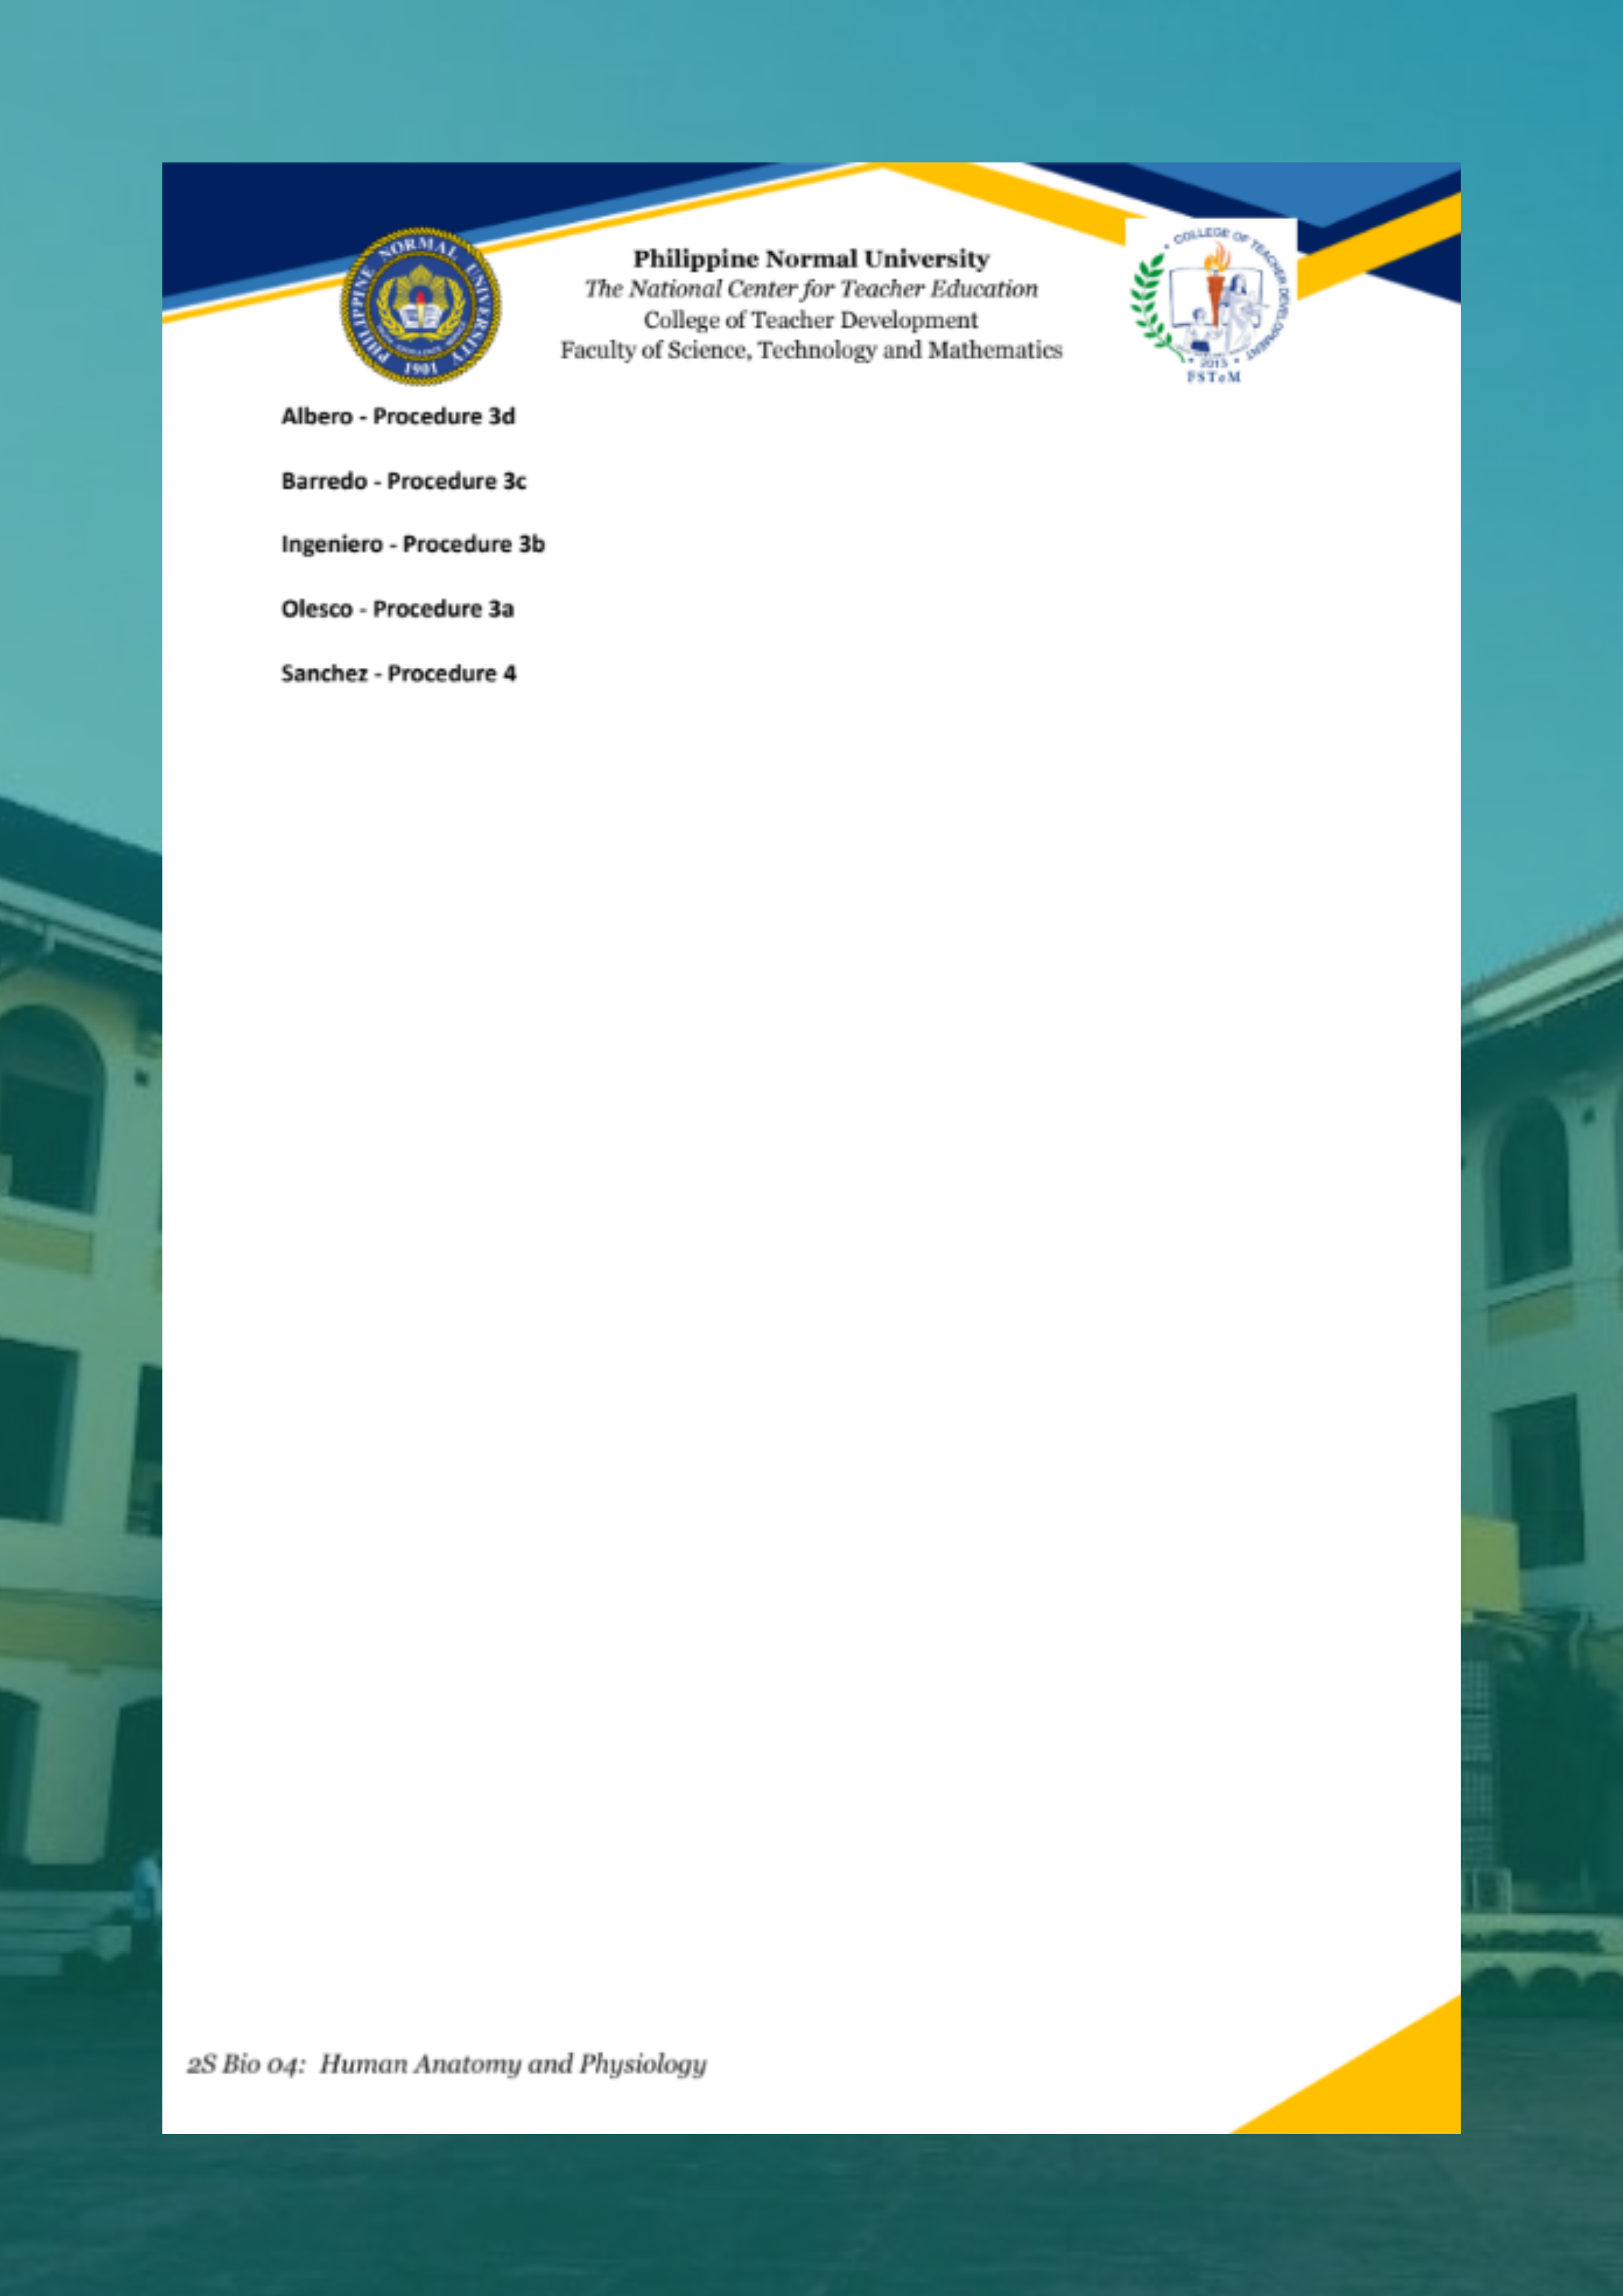 PHILIPPINE NORMAL UNIVERSITY
1901
Philippine Normal University
The National Center for Teacher Education
College of Teacher Development
Faculty of Science, Technology and Mathematics
COLLEGE OF TEACHER DEVELOPMENT
2015
FSTeM
Albero - Procedure 3d
Barredo - Procedure 3c
Ingeniero - Procedure 3b
Olesco - Procedure 3a
Sanchez - Procedure 4
2S Bio 04: Human Anatomy and Physiology